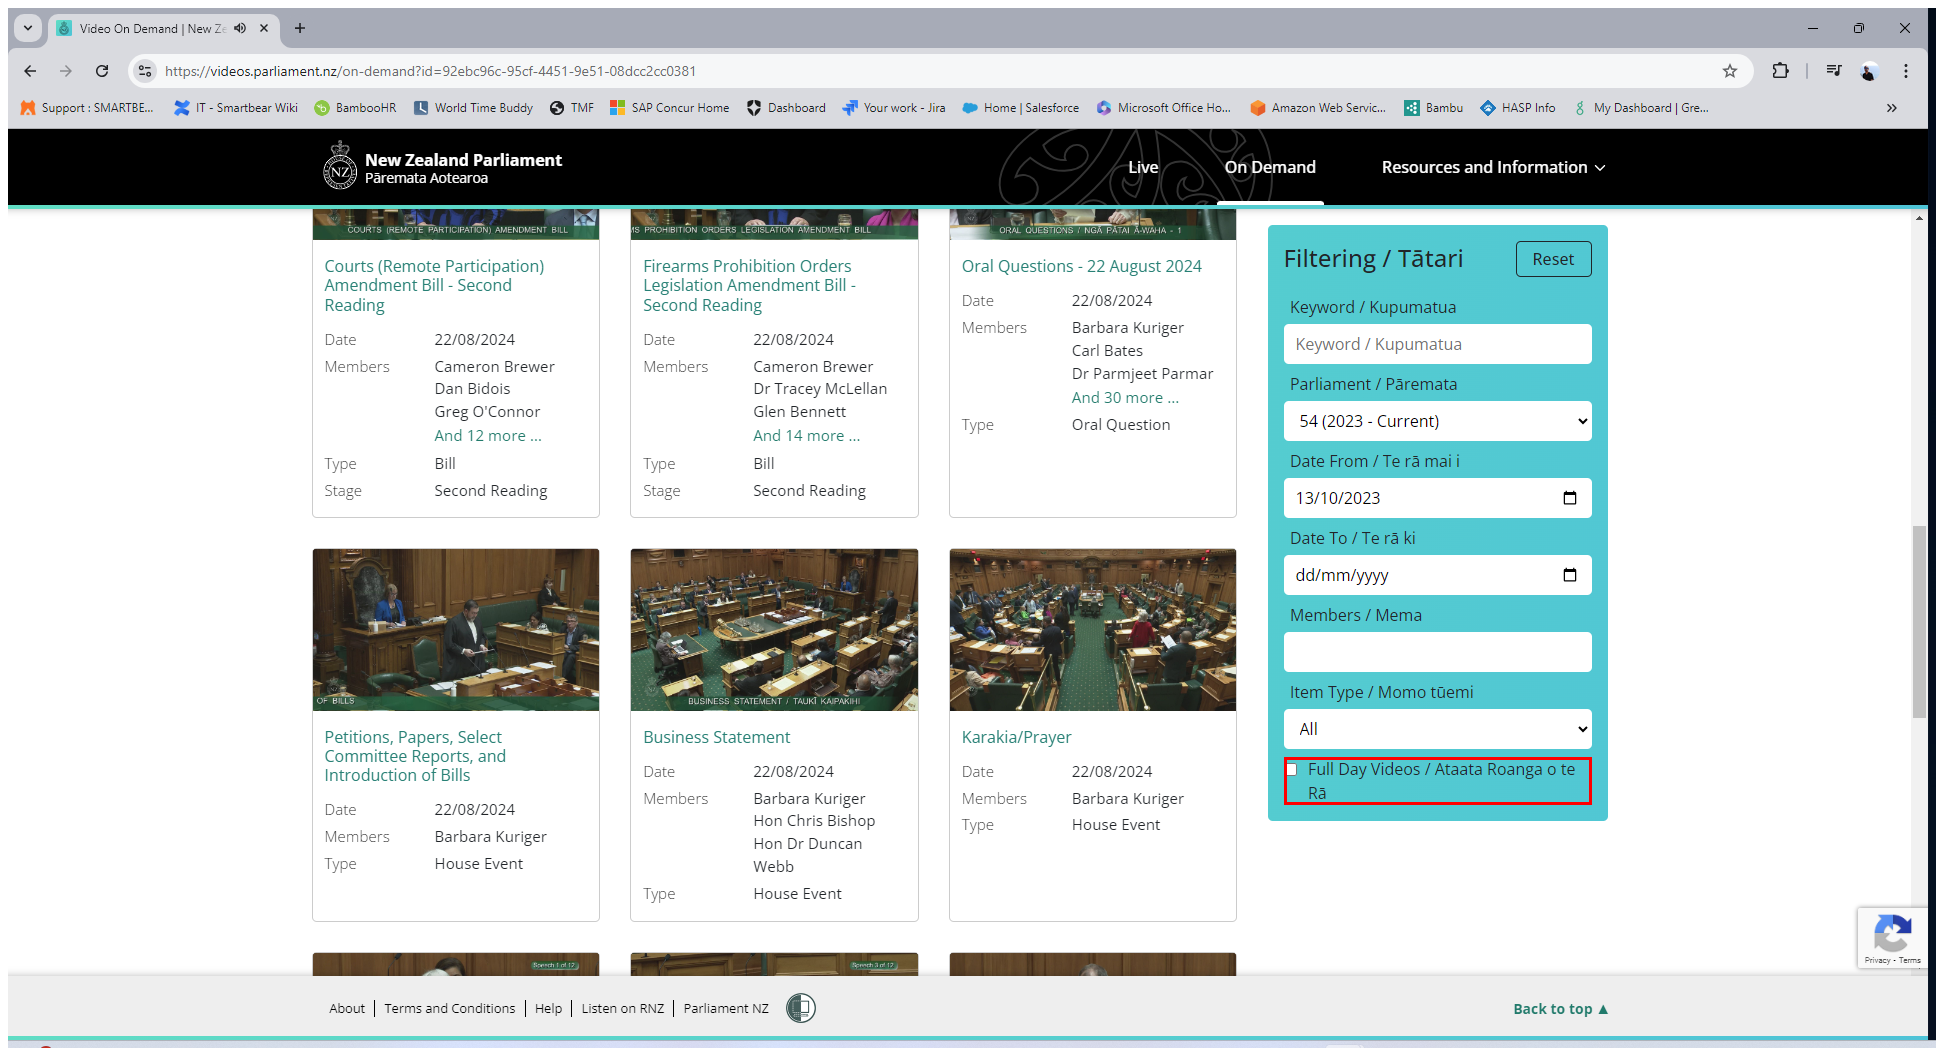 Video On Demand | New Ze
https://videos.parliament.nz/on-demand?id=92ebc96c-95cf-4451-9e51-08dcc2cc0381
Support : SMARTBE...
IT - Smartbear Wiki
BambooHR
World Time Buddy
TMF
SAP Concur Home
Dashboard
Your work - Jira
Home | Salesforce
Microsoft Office Ho...
Amazon Web Servic...
Bambu
HASP Info
My Dashboard | Gre...
NZ
New Zealand Parliament
Pāremata Aotearoa
Live
On Demand
Resources and Information
COURTS (REMOTE PARTICIPATION) AMENDMENT BILL
Courts (Remote Participation)
Amendment Bill - Second
Reading
Date 22/08/2024
Members Cameron Brewer
Dan Bidois
Greg O'Connor
And 12 more ...
Type Bill
Stage Second Reading
MS PROHIBITION ORDERS LEGISLATION AMENDMENT BILL
Firearms Prohibition Orders
Legislation Amendment Bill -
Second Reading
Date 22/08/2024
Members Cameron Brewer
Dr Tracey McLellan
Glen Bennett
And 14 more ...
Type Bill
Stage Second Reading
ORAL QUESTIONS / NGĀ PĀTAI Ā-WAHA - 1
Oral Questions - 22 August 2024
Date 22/08/2024
Members Barbara Kuriger
Carl Bates
Dr Parmjeet Parmar
And 30 more ...
Type Oral Question
OF BILLS
Petitions, Papers, Select
Committee Reports, and
Introduction of Bills
Date 22/08/2024
Members Barbara Kuriger
Type House Event
BUSINESS STATEMENT / TAUKĪ KAIPAKIHI
Business Statement
Date 22/08/2024
Members Barbara Kuriger
Hon Chris Bishop
Hon Dr Duncan
Webb
Type House Event
Karakia/Prayer
Date 22/08/2024
Members Barbara Kuriger
Type House Event
Speech 1 of 12
Speech 3 of 12
Filtering / Tātari
Reset
Keyword / Kupumatua
Keyword / Kupumatua
Parliament / Pāremata
54 (2023 - Current)
Date From / Te rā mai i
13/10/2023
Date To / Te rā ki
dd/mm/yyyy
Members / Mema
Item Type / Momo tūemi
All
Full Day Videos / Ataata Roanga o te
Rā
Privacy - Terms
About
Terms and Conditions
Help
Listen on RNZ
Parliament NZ
Back to top ▲